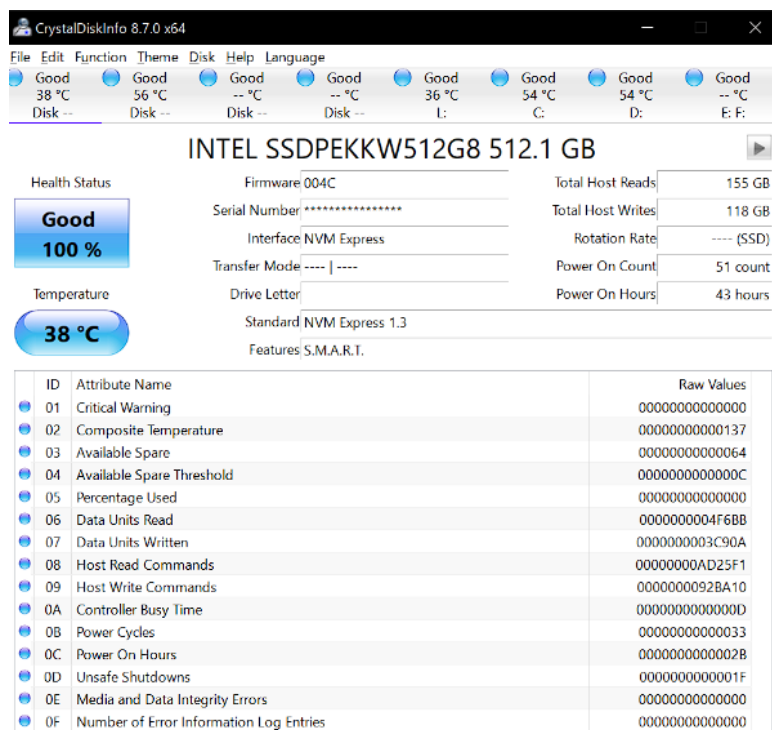 CrystalDiskInfo 8.7.0 x64
File Edit Function Theme Disk Help Language
Good Good Good Good Good Good Good Good
38 °C 56 °C -- °C -- °C 36 °C 54 °C 54 °C -- °C
Disk -- Disk -- Disk -- Disk -- L: C: D: E: F:
INTEL SSDPEKKW512G8 512.1 GB
Health Status Firmware 004C Total Host Reads 155 GB
Good Serial Number **************** Total Host Writes 118 GB
100 % Interface NVM Express Rotation Rate ---- (SSD)
Transfer Mode ---- | ---- Power On Count 51 count
Temperature Drive Letter Power On Hours 43 hours
38 °C Standard NVM Express 1.3
Features S.M.A.R.T.
ID Attribute Name Raw Values
01 Critical Warning 00000000000000
02 Composite Temperature 00000000000137
03 Available Spare 00000000000064
04 Available Spare Threshold 0000000000000C
05 Percentage Used 00000000000000
06 Data Units Read 0000000004F6BB
07 Data Units Written 0000000003C90A
08 Host Read Commands 00000000AD25F1
09 Host Write Commands 0000000092BA10
0A Controller Busy Time 0000000000000D
0B Power Cycles 00000000000033
0C Power On Hours 0000000000002B
0D Unsafe Shutdowns 0000000000001F
0E Media and Data Integrity Errors 00000000000000
0F Number of Error Information Log Entries 00000000000000